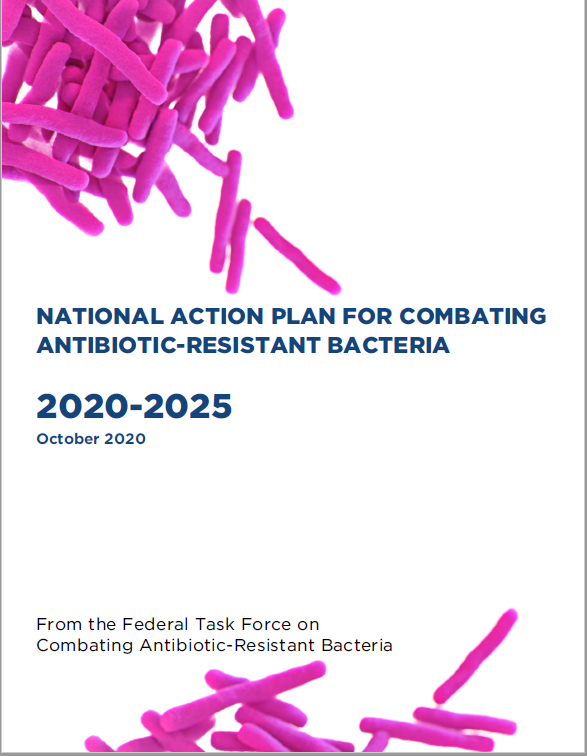 NATIONAL ACTION PLAN FOR COMBATING
ANTIBIOTIC-RESISTANT BACTERIA
2020-2025
October 2020
From the Federal Task Force on
Combating Antibiotic-Resistant Bacteria